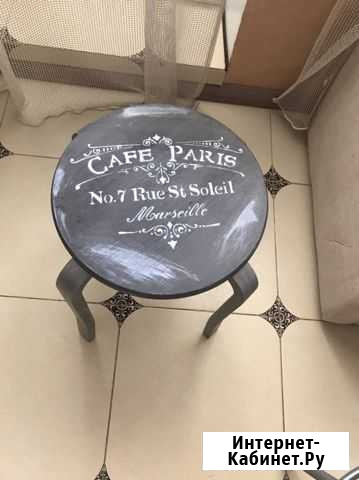 CAFE PARIS
No.7 Rue St Soleil
Marseille
Интернет-
Кабинет.Ру